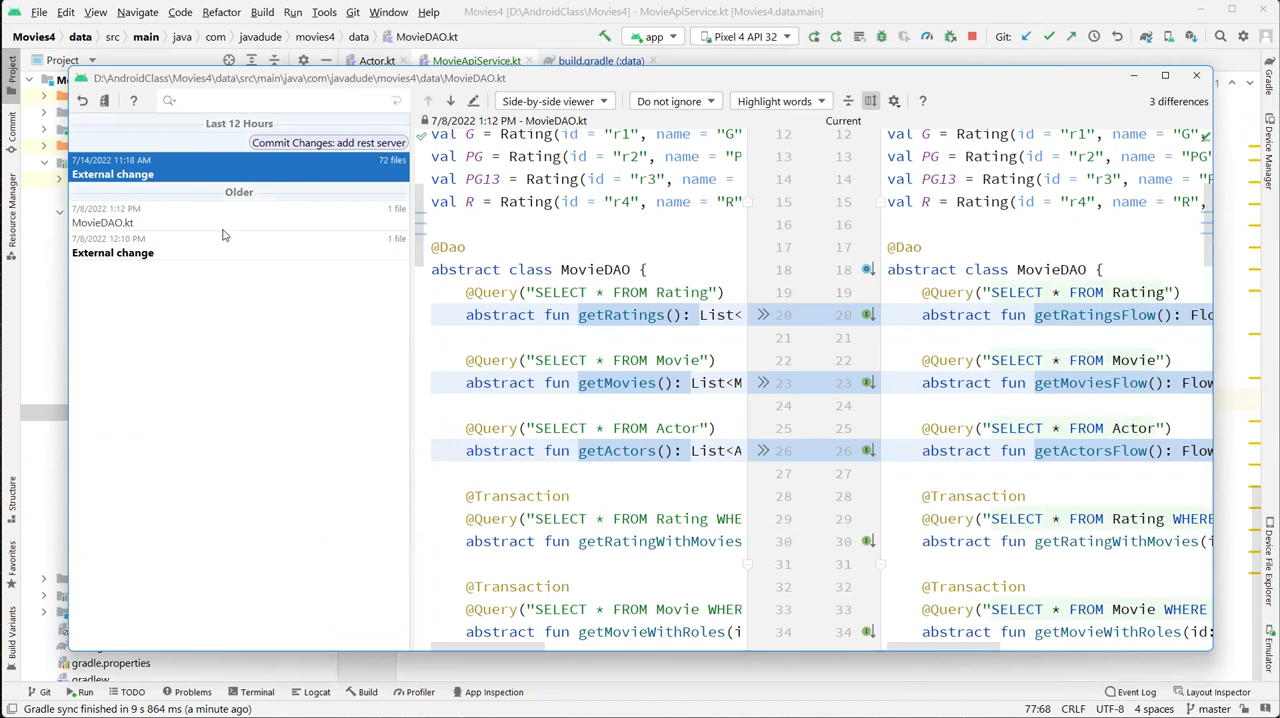 File Edit View Navigate Code Refactor Build Run Tools Git Window Help Movies4 [D:\AndroidClass\Movies4] - MovieApiService.kt [Movies4.data.main]
Movies4 data src main java com javadude movies4 data MovieDAO.kt app Pixel 4 API 32 Git:
Project Actor.kt MovieApiService.kt build.gradle (:data)
D:\AndroidClass\Movies4\data\src\main\java\com\javadude\movies4\data\MovieDAO.kt
Side-by-side viewer Do not ignore Highlight words 3 differences
Last 12 Hours
Commit Changes: add rest server
7/14/2022 11:18 AM 72 files
External change
Older
7/8/2022 1:12 PM 1 file
MovieDAO.kt
7/8/2022 12:10 PM 1 file
External change
7/8/2022 1:12 PM - MovieDAO.kt Current
val G = Rating(id = "r1", name = "G" 12 12 val G = Rating(id = "r1", name = "G"
val PG = Rating(id = "r2", name = "P 13 13 val PG = Rating(id = "r2", name = "PG"
val PG13 = Rating(id = "r3", name = 14 14 val PG13 = Rating(id = "r3", name = "P
val R = Rating(id = "r4", name = "R" 15 15 val R = Rating(id = "r4", name = "R",
16 16
@Dao 17 17 @Dao
abstract class MovieDAO { 18 18 abstract class MovieDAO {
@Query("SELECT * FROM Rating") 19 19 @Query("SELECT * FROM Rating")
abstract fun getRatings(): List< 20 20 abstract fun getRatingsFlow(): Flo
21 21
@Query("SELECT * FROM Movie") 22 22 @Query("SELECT * FROM Movie")
abstract fun getMovies(): List<M 23 23 abstract fun getMoviesFlow(): Flow
24 24
@Query("SELECT * FROM Actor") 25 25 @Query("SELECT * FROM Actor")
abstract fun getActors(): List<A 26 26 abstract fun getActorsFlow(): Flow
27 27
@Transaction 28 28 @Transaction
@Query("SELECT * FROM Rating WHE 29 29 @Query("SELECT * FROM Rating WHERE
abstract fun getRatingWithMovies 30 30 abstract fun getRatingWithMovies(i
31 31
@Transaction 32 32 @Transaction
@Query("SELECT * FROM Movie WHER 33 33 @Query("SELECT * FROM Movie WHERE
abstract fun getMovieWithRoles(i 34 34 abstract fun getMovieWithRoles(id:
Project
Commit
Resource Manager
Structure
Favorites
Build Variants
Gradle
Device Manager
Device File Explorer
Emulator
gradle.properties
gradlew
Git Run TODO Problems Terminal Logcat Build Profiler App Inspection Event Log Layout Inspector
Gradle sync finished in 9 s 864 ms (a minute ago) 77:68 CRLF UTF-8 4 spaces master